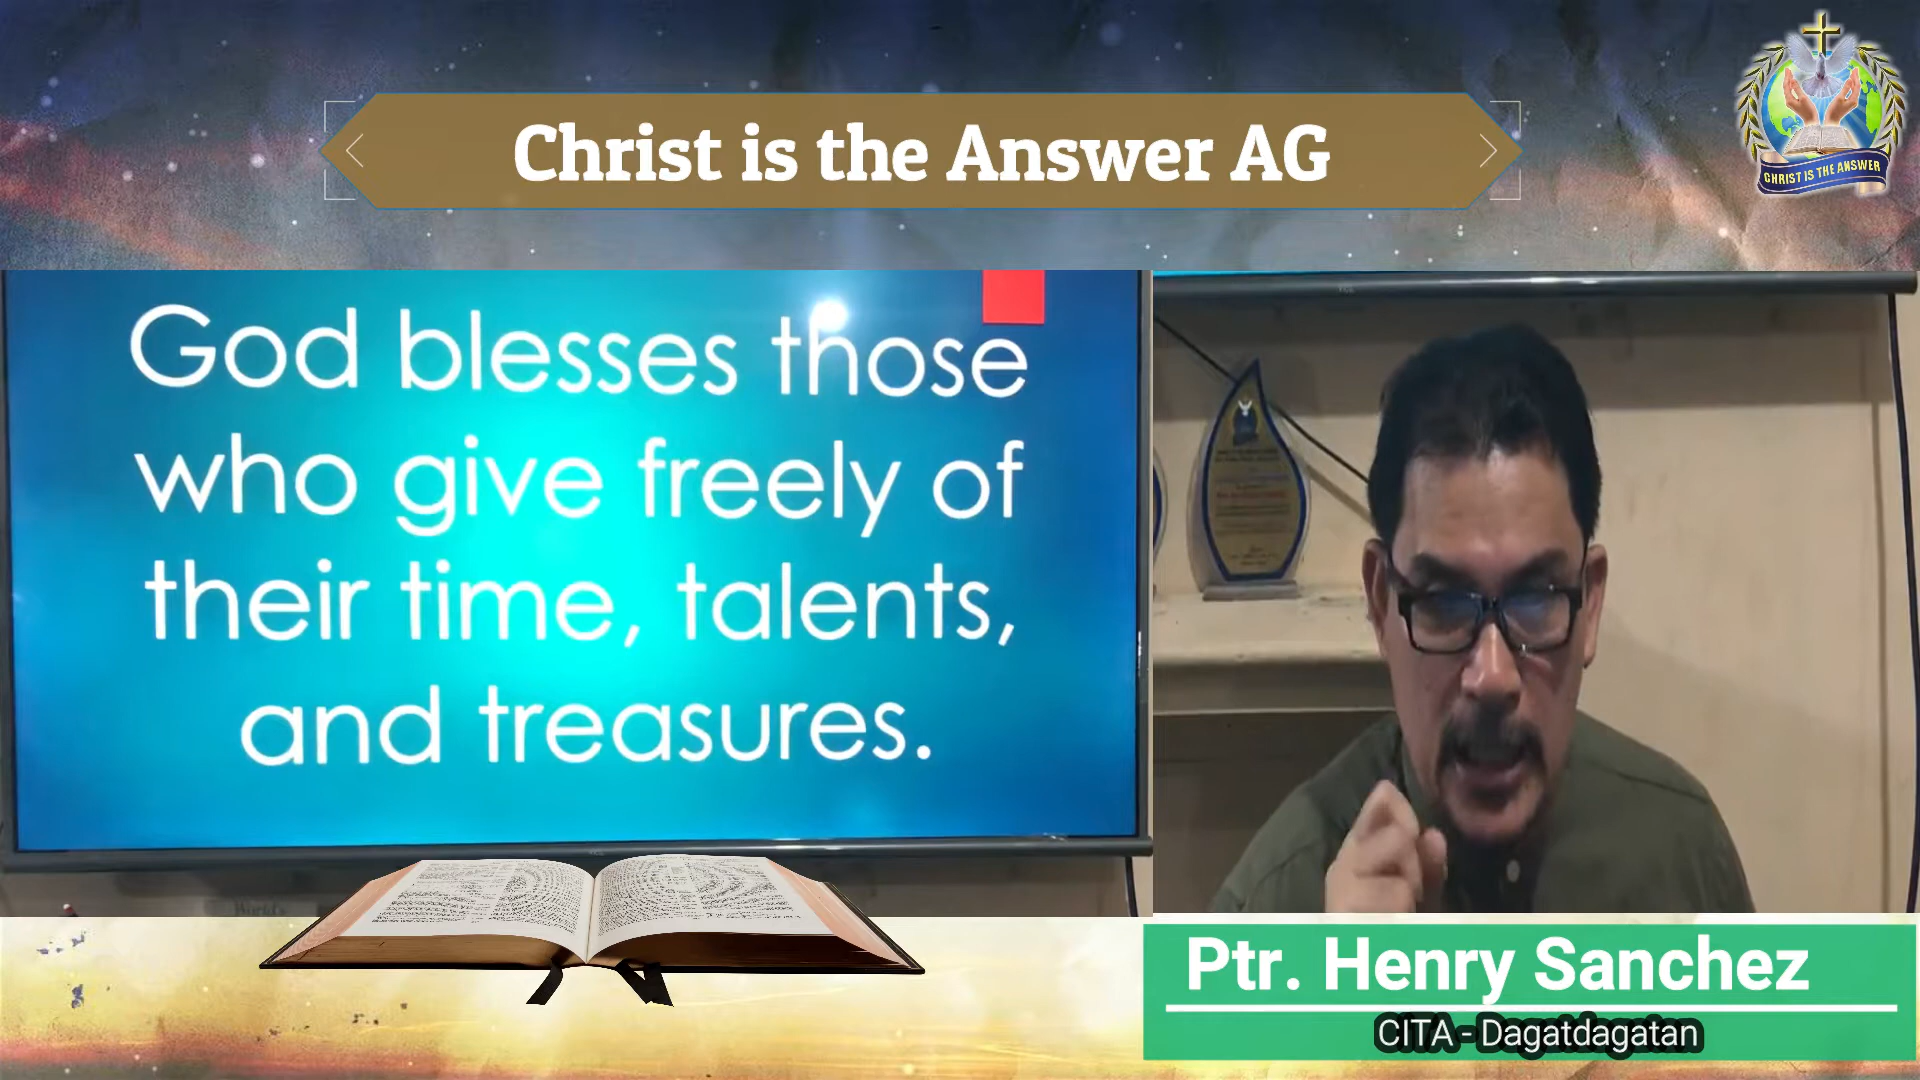 Christ is the Answer AG
CHRIST IS THE ANSWER
God blesses those
who give freely of
their time, talents,
and treasures.
Ptr. Henry Sanchez
CITA - Dagatdagatan